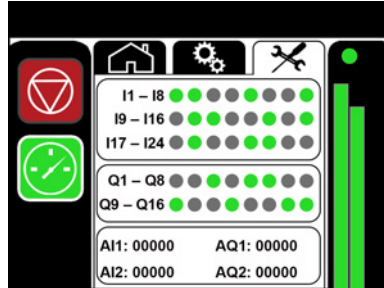 I1 – I8
I9 – I16
I17 – I24
Q1 – Q8
Q9 – Q16
AI1: 00000 AQ1: 00000
AI2: 00000 AQ2: 00000